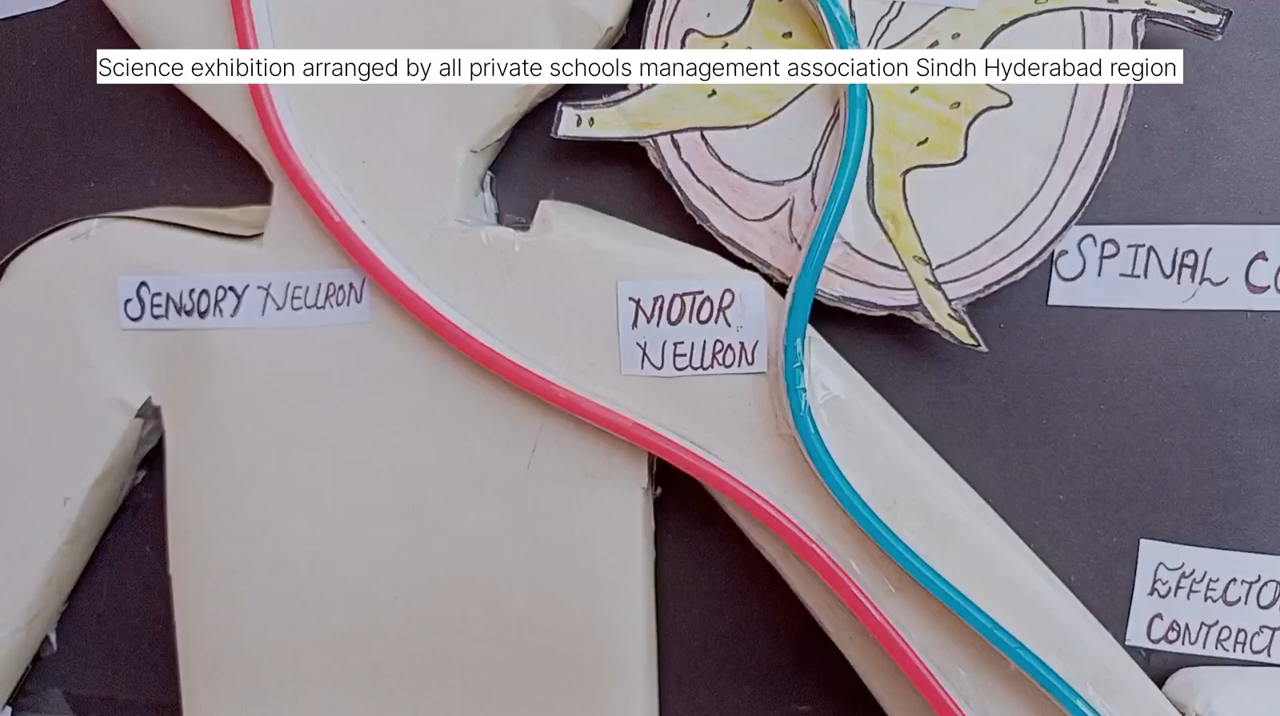 Science exhibition arranged by all private schools management association Sindh Hyderabad region
SENSORY NEURON
MOTOR
NEURON
SPINAL CO
EFFECTO
CONTRACT